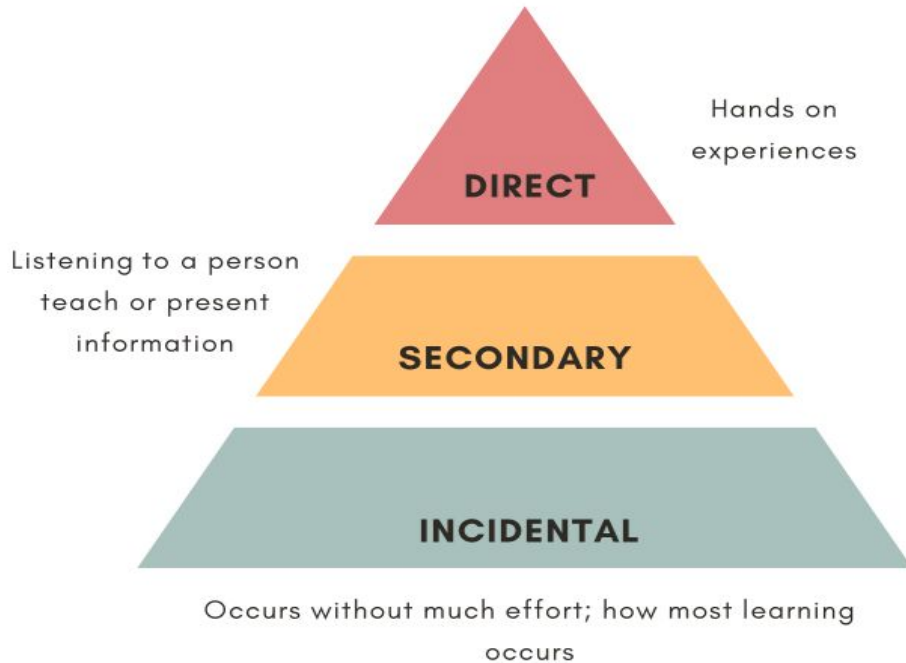 Hands on
experiences
DIRECT
Listening to a person
teach or present
information
SECONDARY
INCIDENTAL
Occurs without much effort; how most learning
occurs